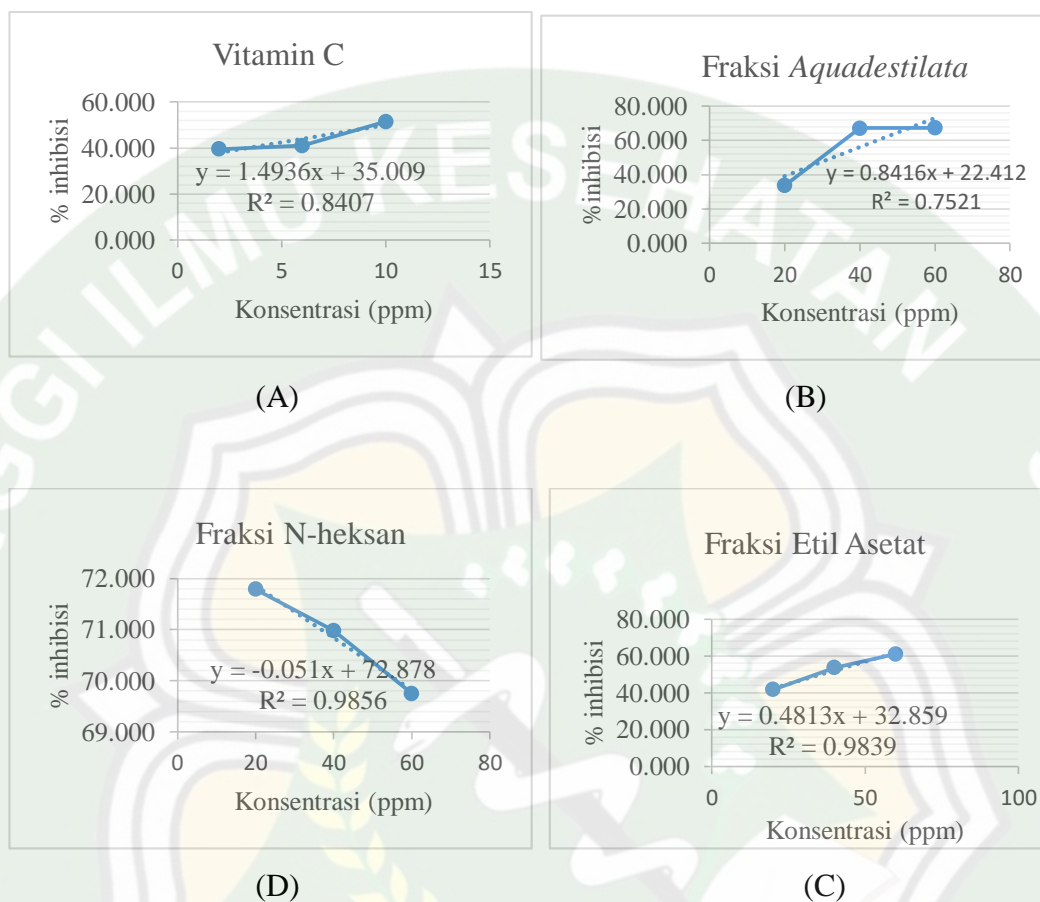 Vitamin C
60.000
40.000
20.000
0.000
% inhibisi
y = 1.4936x + 35.009
R² = 0.8407
0 5 10 15
Konsentrasi (ppm)
(A)
Fraksi Aquadestilata
80.000
60.000
40.000
20.000
0.000
%inhibisi
y = 0.8416x + 22.412
R² = 0.7521
0 20 40 60 80
Konsentrasi (ppm)
(B)
Fraksi N-heksan
72.000
71.000
70.000
69.000
% inhibisi
y = -0.051x + 72.878
R² = 0.9856
0 20 40 60 80
Konsentrasi (ppm)
(D)
Fraksi Etil Asetat
80.000
60.000
40.000
20.000
0.000
% inhibisi
y = 0.4813x + 32.859
R² = 0.9839
0 50 100
Konsentrasi (ppm)
(C)
GGI ILMU KESEHATAN